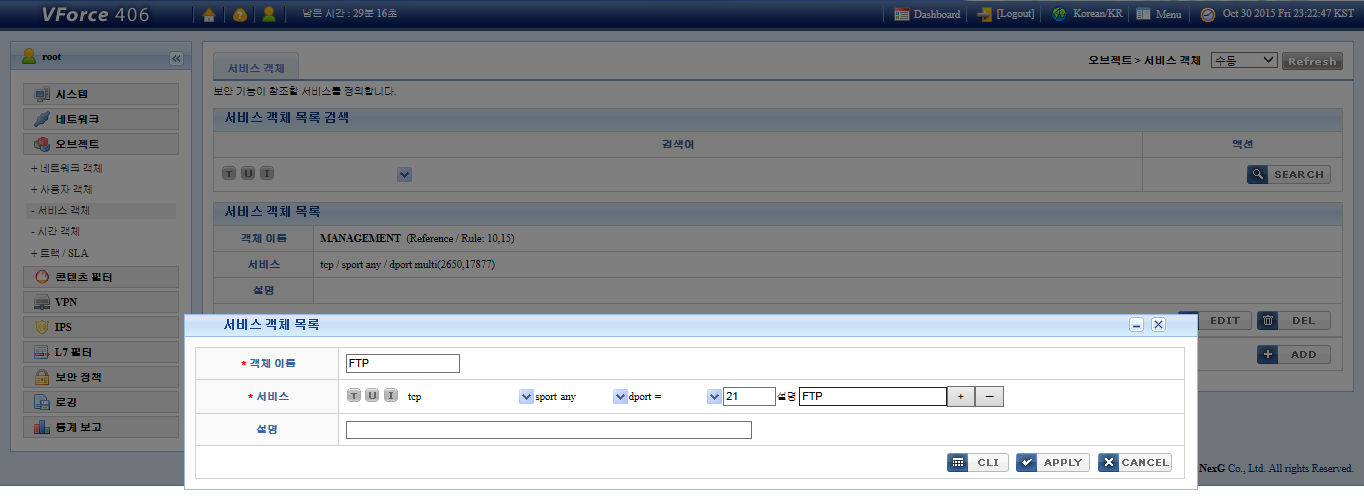 VForce 406 남은 시간 : 29분 16초 Dashboard [Logout] Korean/KR Menu Oct 30 2015 Fri 23:22:47 KST
root
시스템
네트워크
오브젝트
+ 네트워크 객체
+ 사용자 객체
- 서비스 객체
- 시간 객체
+ 트랙 / SLA
콘텐츠 필터
VPN
IPS
L7 필터
보안 정책
로깅
통계 보고
서비스 객체 오브젝트 > 서비스 객체 수동 Refresh
보안 기능이 참조할 서비스를 정의합니다.
서비스 객체 목록 검색
검색어 액션
T U I SEARCH
서비스 객체 목록
객체 이름 MANAGEMENT (Reference / Rule: 10,15)
서비스 tcp / sport any / dport multi(2650,17877)
설명
EDIT DEL
ADD
서비스 객체 목록
* 객체 이름 FTP
* 서비스 T U I tcp sport any dport = 21 설명 FTP + -
설명
CLI APPLY CANCEL
NexG Co., Ltd. All rights Reserved.